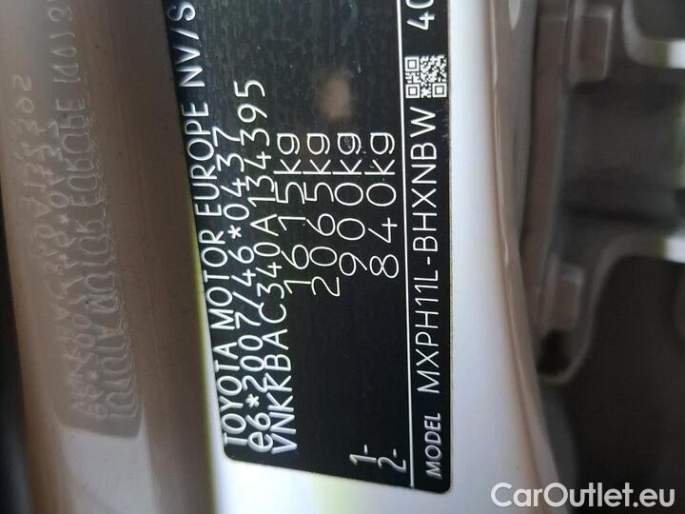 TOYOTA MOTOR EUROPE NV/S
e6*2007/46*0437
VNKKBAC340A134395
1615kg
2065kg
1- 900kg
2- 840kg
MODEL MXPH11L-BHXNBW 40
CarOutlet.eu